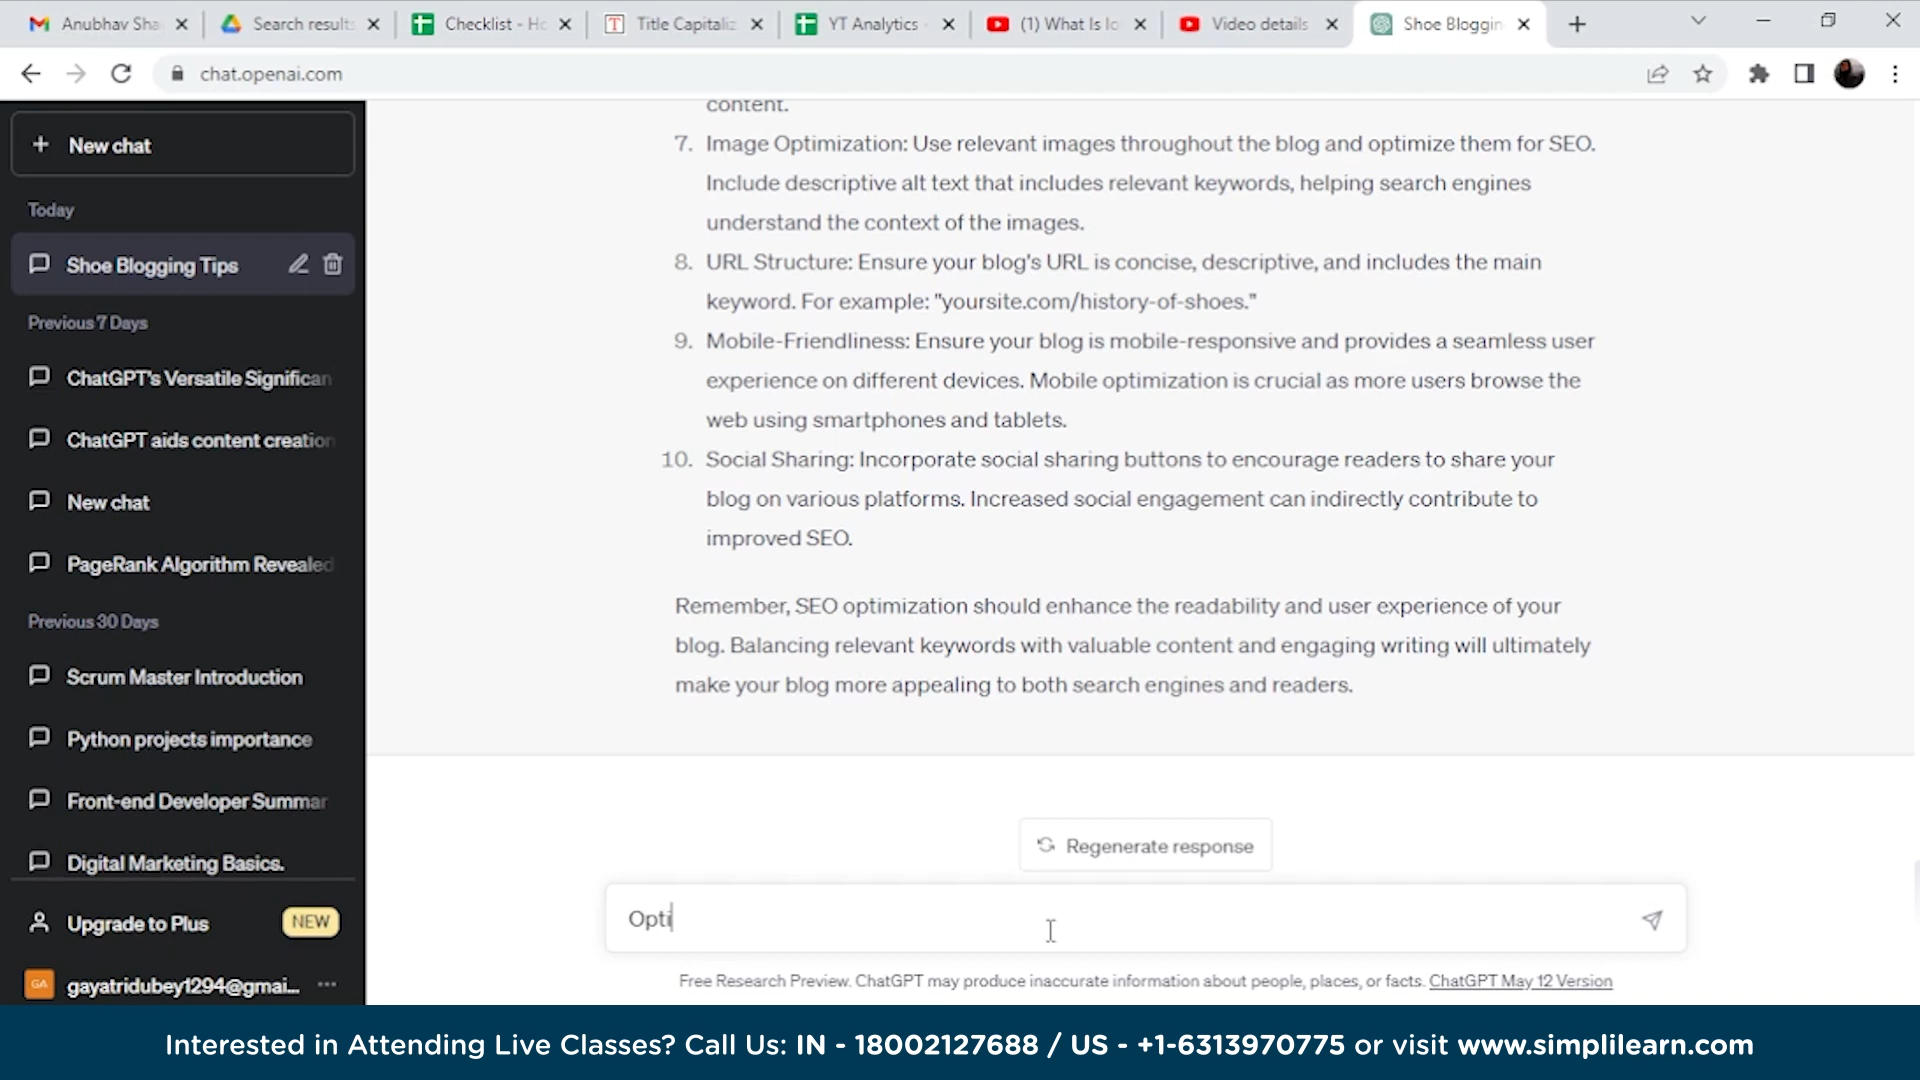 Anubhav Sha
Search results
Checklist - Ho
Title Capitaliz
YT Analytics
(1) What Is Io
Video details
Shoe Bloggin
chat.openai.com
New chat
Today
Shoe Blogging Tips
Previous 7 Days
ChatGPT's Versatile Significan
ChatGPT aids content creation
New chat
PageRank Algorithm Revealed
Previous 30 Days
Scrum Master Introduction
Python projects importance
Front-end Developer Summar
Digital Marketing Basics.
Upgrade to Plus
NEW
GA
gayatridubey1294@gmai...
content.
7. Image Optimization: Use relevant images throughout the blog and optimize them for SEO.
Include descriptive alt text that includes relevant keywords, helping search engines
understand the context of the images.
8. URL Structure: Ensure your blog's URL is concise, descriptive, and includes the main
keyword. For example: "yoursite.com/history-of-shoes."
9. Mobile-Friendliness: Ensure your blog is mobile-responsive and provides a seamless user
experience on different devices. Mobile optimization is crucial as more users browse the
web using smartphones and tablets.
10. Social Sharing: Incorporate social sharing buttons to encourage readers to share your
blog on various platforms. Increased social engagement can indirectly contribute to
improved SEO.
Remember, SEO optimization should enhance the readability and user experience of your
blog. Balancing relevant keywords with valuable content and engaging writing will ultimately
make your blog more appealing to both search engines and readers.
Regenerate response
Opti
Free Research Preview. ChatGPT may produce inaccurate information about people, places, or facts. ChatGPT May 12 Version
Interested in Attending Live Classes? Call Us: IN - 18002127688 / US - +1-6313970775 or visit www.simplilearn.com